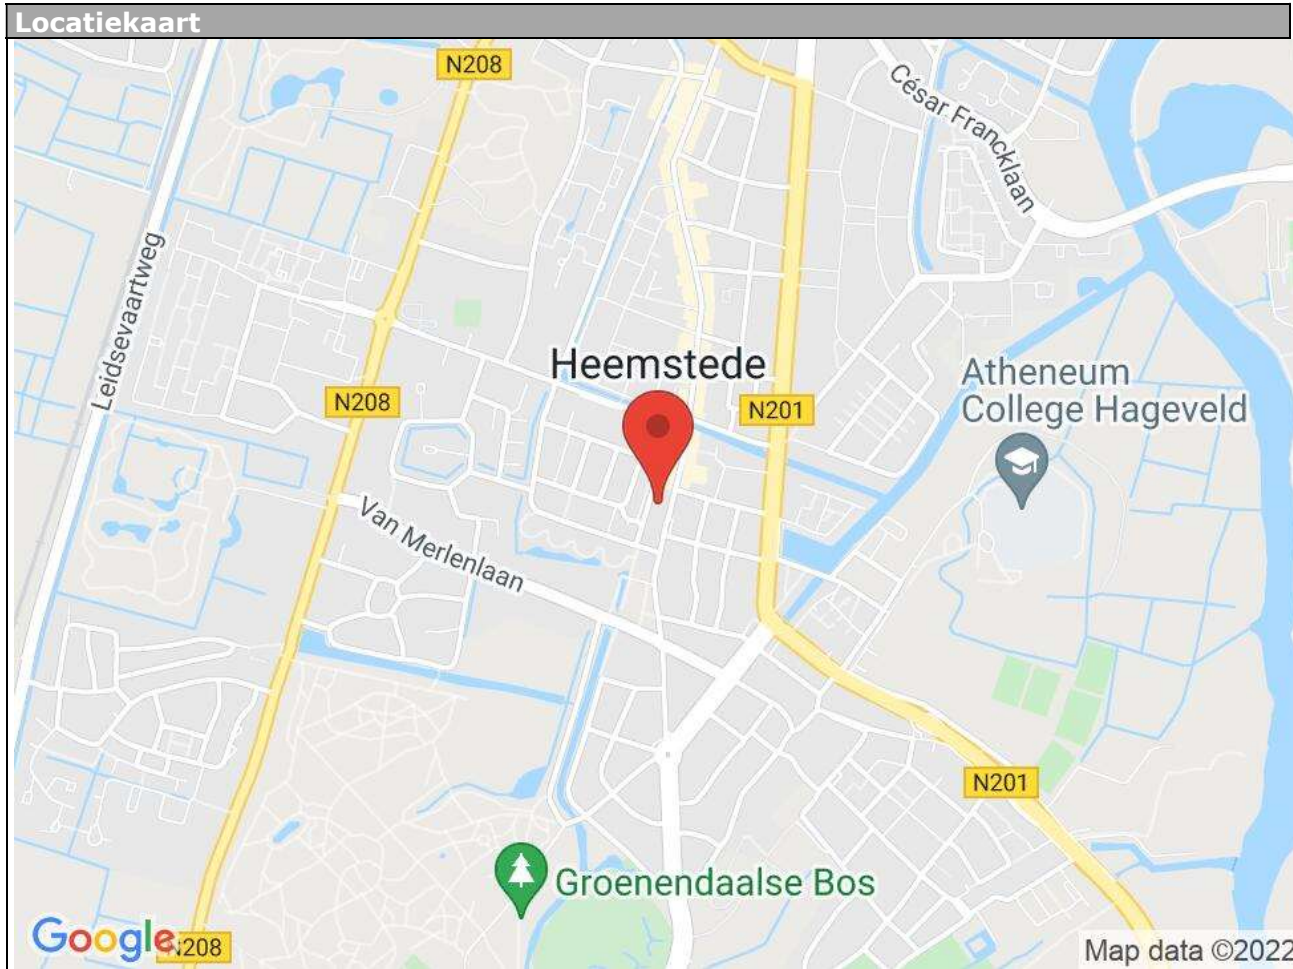 Locatiekaart
N208
César Francklaan
Leidsevaartweg
Heemstede
N208
N201
Atheneum
College Hageveld
Van Merlenlaan
N201
Groenendaalse Bos
Google
N208
Map data ©2022